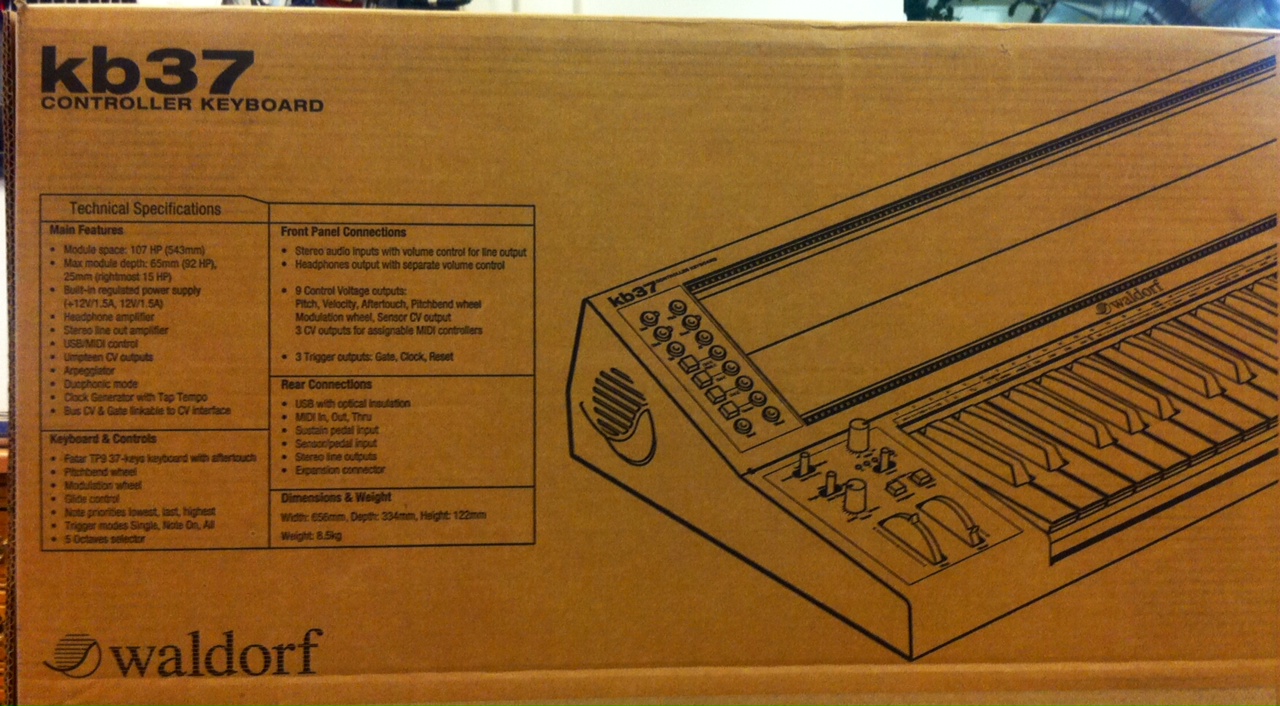 kb37
CONTROLLER KEYBOARD
Technical Specifications
Main Features
• Module space: 107 HP (543mm)
• Max module depth: 65mm (92 HP),
25mm (rightmost 15 HP)
• Built-in regulated power supply
(+12V/1.5A, 12V/1.5A)
• Headphone amplifier
• Stereo line out amplifier
• USB/MIDI control
• Umpteen CV outputs
• Arpeggiator
• Duophonic mode
• Clock Generator with Tap Tempo
• Bus CV & Gate linkable to CV interface
Keyboard & Controls
• Fatar TP9 37-keys keyboard with aftertouch
• Pitchbend wheel
• Modulation wheel
• Glide control
• Note priorities lowest, last, highest
• Trigger modes Single, Note On, All
• 5 Octaves selector
Front Panel Connections
• Stereo audio inputs with volume control for line output
• Headphones output with separate volume control
• 9 Control Voltage outputs:
Pitch, Velocity, Aftertouch, Pitchbend wheel
Modulation wheel, Sensor CV output
3 CV outputs for assignable MIDI controllers
• 3 Trigger outputs: Gate, Clock, Reset
Rear Connections
• USB with optical insulation
• MIDI In, Out, Thru
• Sustain pedal input
• Sensor/pedal input
• Stereo line outputs
• Expansion connector
Dimensions & Weight
Width: 656mm, Depth: 334mm, Height: 122mm
Weight: 8.5kg
kb37 CONTROLLER KEYBOARD
waldorf
waldorf